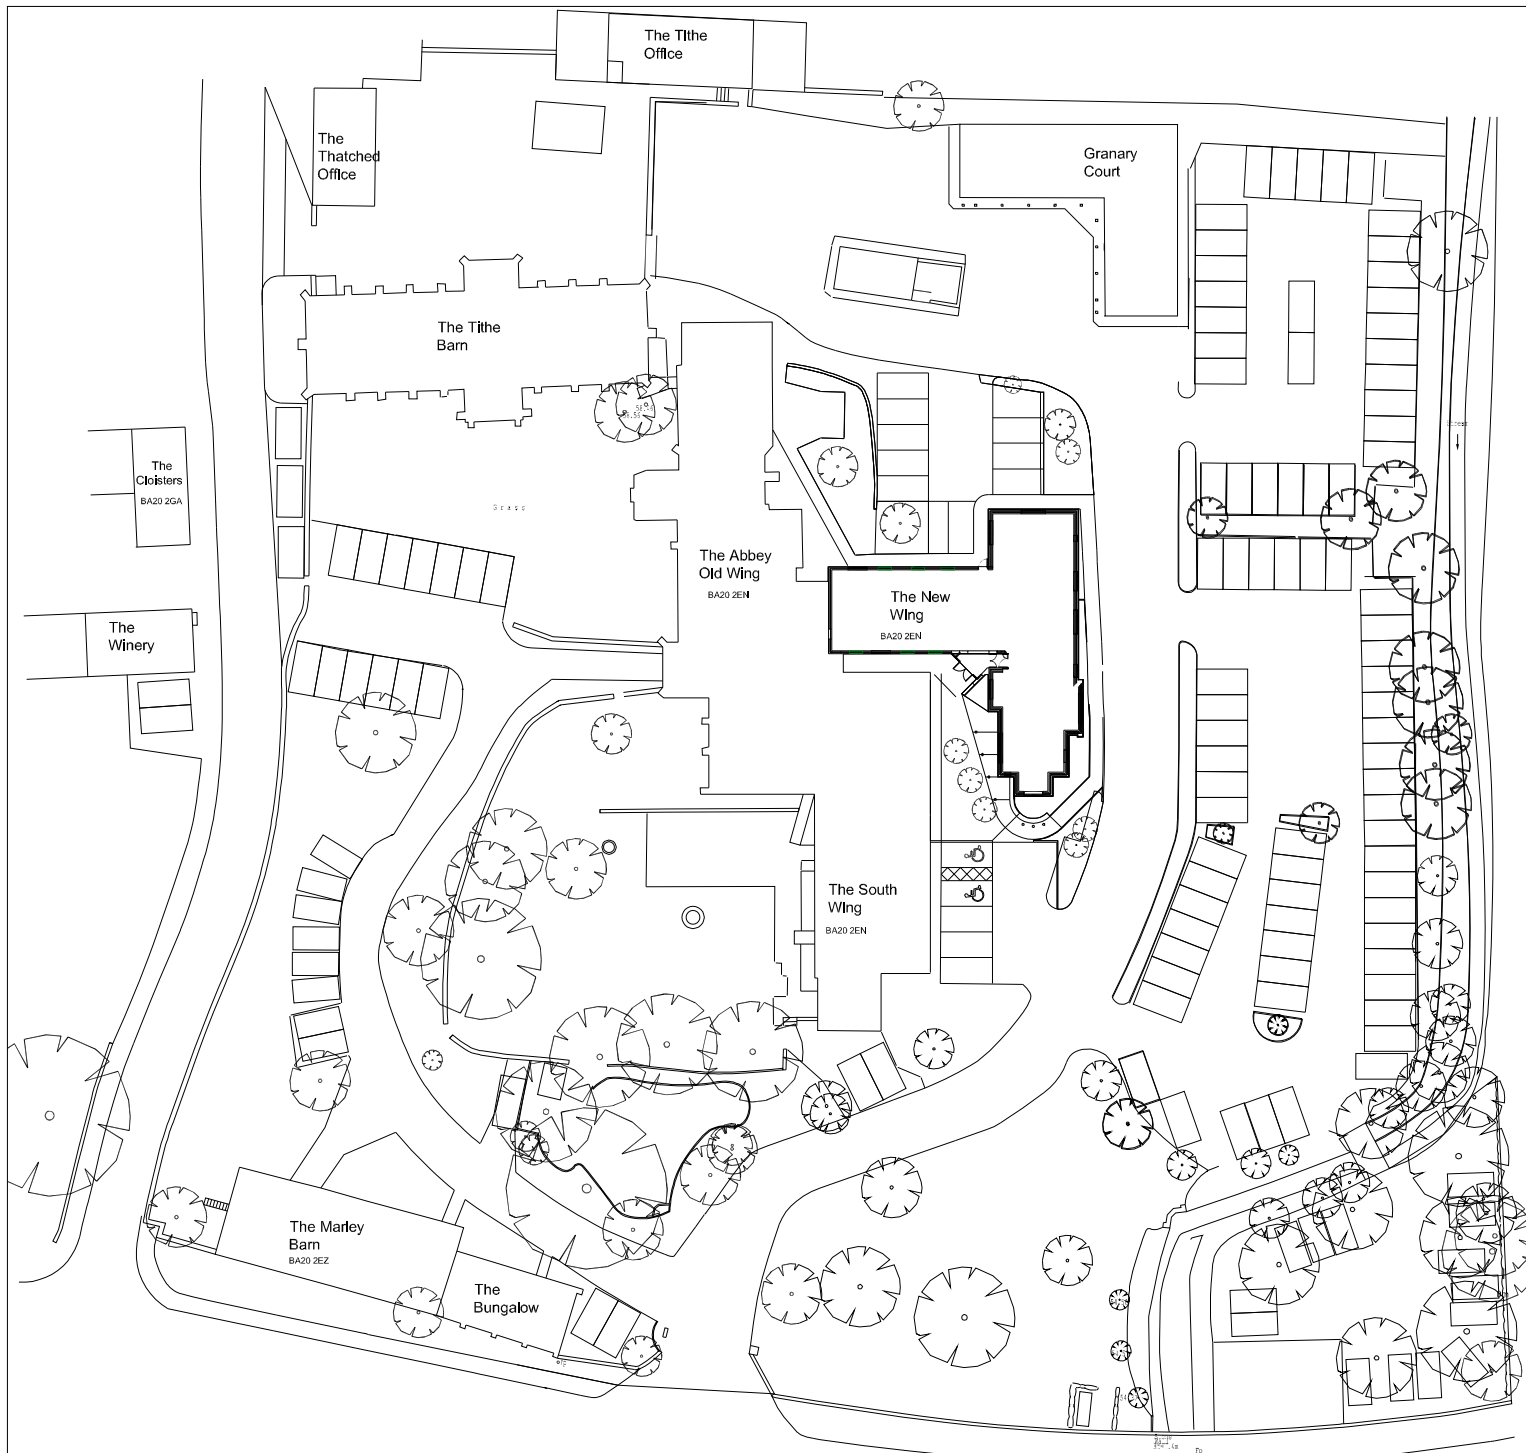 The Tithe
Office
The
Thatched
Office
Granary
Court
The Tithe
Barn
The
Cloisters
BA20 2GA
Grass
The Abbey
Old Wing
BA20 2EN
The New
Wing
BA20 2EN
The
Winery
The South
Wing
BA20 2EN
The Marley
Barn
BA20 2EZ
The
Bungalow